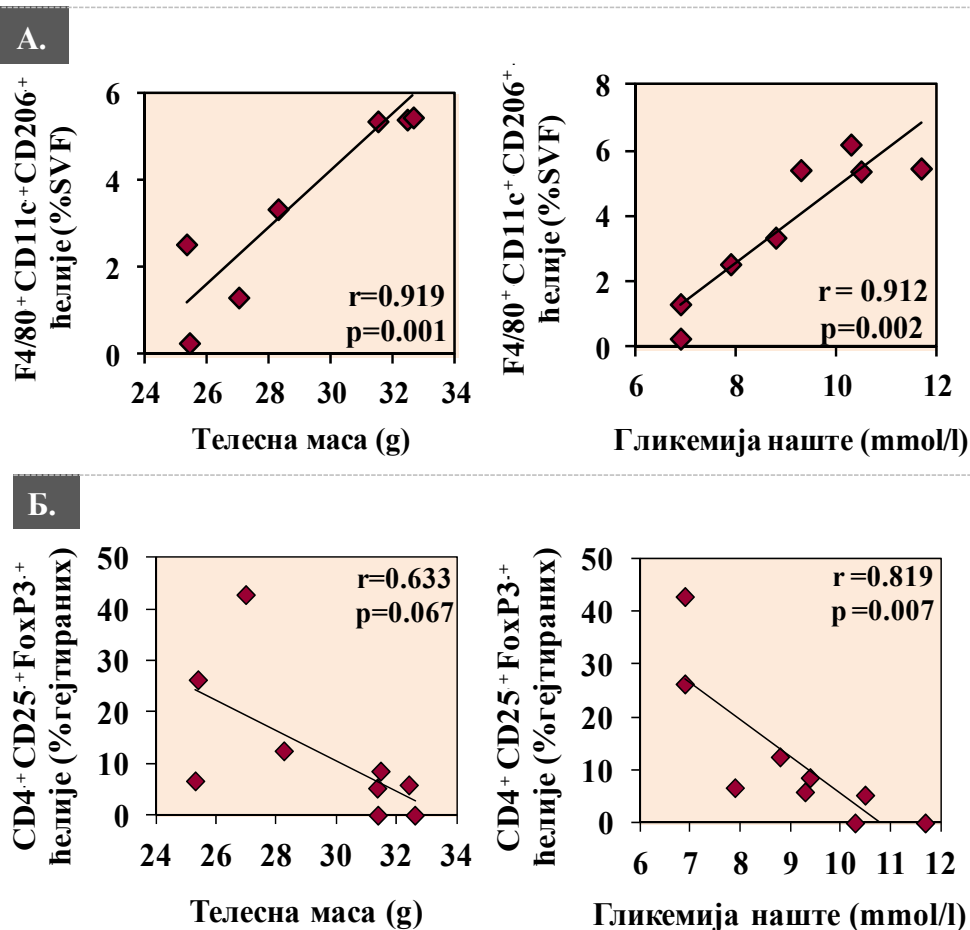 А.
F4/80⁺ CD11c⁺CD206⁺
ћелије (%SVF)
6
4
2
0
24 26 28 30 32 34
r=0.919
p=0.001
Телесна маса (g)
F4/80⁺ CD11c⁺ CD206⁺
ћелије (%SVF)
8
6
4
2
0
6 8 10 12
r = 0.912
p=0.002
Гликемија наште (mmol/l)
Б.
CD4⁺ CD25⁺ FoxP3⁺
ћелије (%гејтираних)
50
40
30
20
10
0
24 26 28 30 32 34
r=0.633
p=0.067
Телесна маса (g)
CD4⁺ CD25⁺ FoxP3⁺
ћелије (%гејтираних)
50
40
30
20
10
0
6 7 8 9 10 11 12
r =0.819
p =0.007
Гликемија наште (mmol/l)